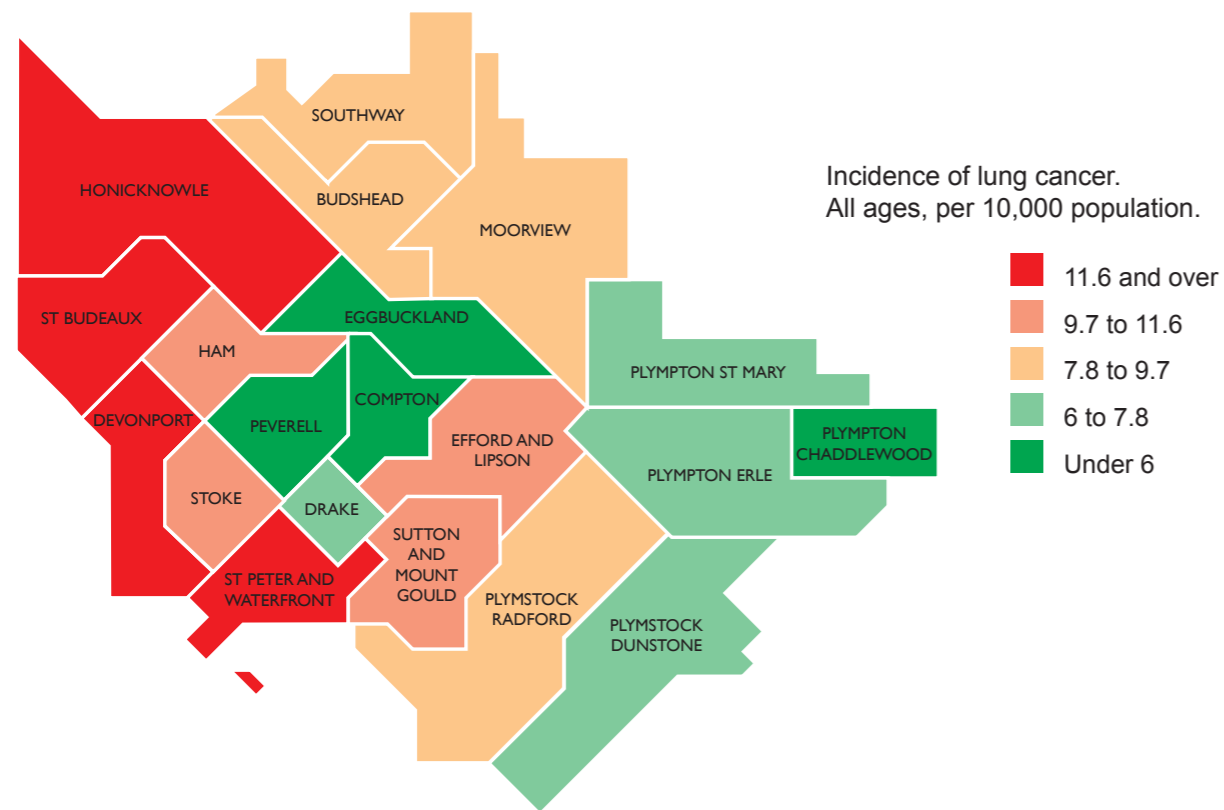 SOUTHWAY
HONICKNOWLE
BUDSHEAD
MOORVIEW
ST BUDEAUX
EGGBUCKLAND
HAM
PLYMPTON ST MARY
DEVONPORT
PEVERELL
COMPTON
EFFORD AND
LIPSON
PLYMPTON
CHADDLEWOOD
PLYMPTON ERLE
STOKE
DRAKE
SUTTON
AND
MOUNT
GOULD
ST PETER AND
WATERFRONT
PLYMSTOCK
RADFORD
PLYMSTOCK
DUNSTONE
Incidence of lung cancer.
All ages, per 10,000 population.
11.6 and over
9.7 to 11.6
7.8 to 9.7
6 to 7.8
Under 6